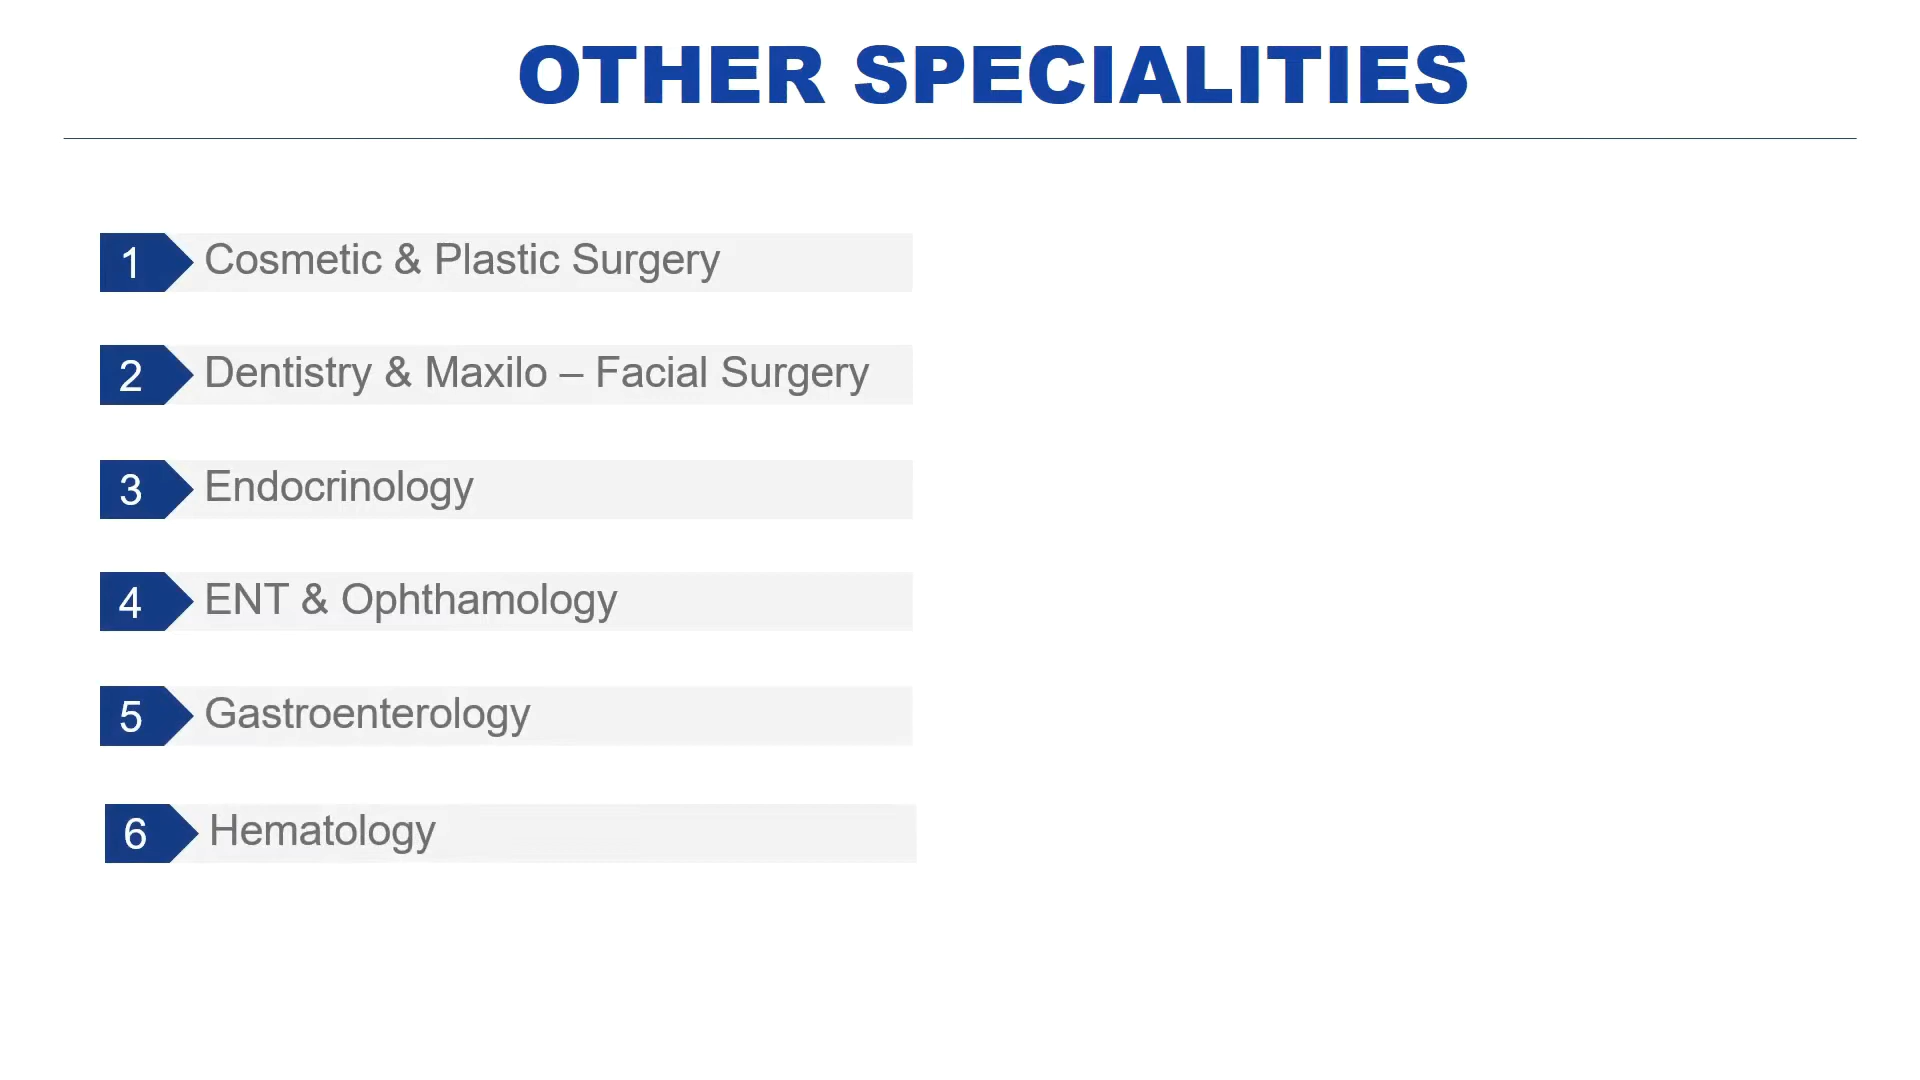 OTHER SPECIALITIES
1 Cosmetic & Plastic Surgery
2 Dentistry & Maxilo – Facial Surgery
3 Endocrinology
4 ENT & Ophthamology
5 Gastroenterology
6 Hematology